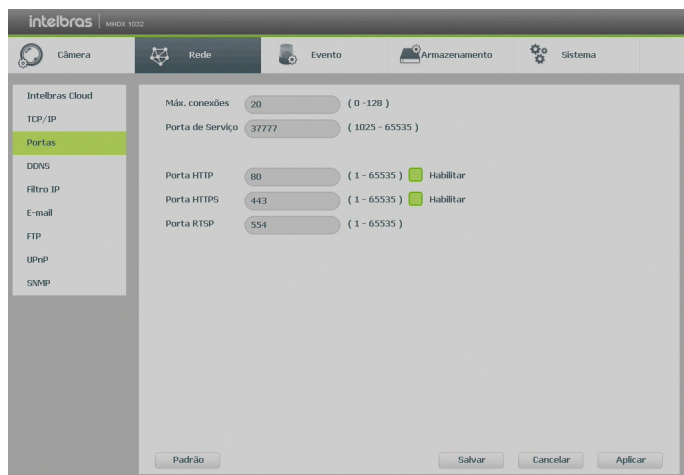 intelbras MHDX 1032
Câmera Rede Evento Armazenamento Sistema
Intelbras Cloud
TCP/IP
Portas
DDNS
Filtro IP
E-mail
FTP
UPnP
SNMP
Máx. conexões 20 ( 0 -128 )
Porta de Serviço 37777 ( 1025 - 65535 )
Porta HTTP 80 ( 1 - 65535 ) Habilitar
Porta HTTPS 443 ( 1 - 65535 ) Habilitar
Porta RTSP 554 ( 1 - 65535 )
Padrão Salvar Cancelar Aplicar